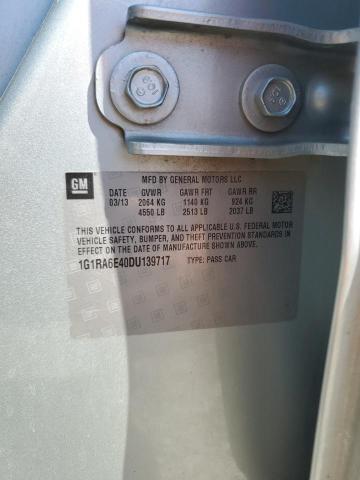 GM
MFD BY GENERAL MOTORS LLC
DATE GVWR GAWR FRT GAWR RR
03/13 2064 KG 1140 KG 924 KG
4550 LB 2513 LB 2037 LB
THIS VEHICLE CONFORMS TO ALL APPLICABLE U.S. FEDERAL MOTOR
VEHICLE SAFETY, BUMPER, AND THEFT PREVENTION STANDARDS IN
EFFECT ON THE DATE OF MANUFACTURE SHOWN ABOVE.
1G1RA6E40DU139717 TYPE: PASS CAR